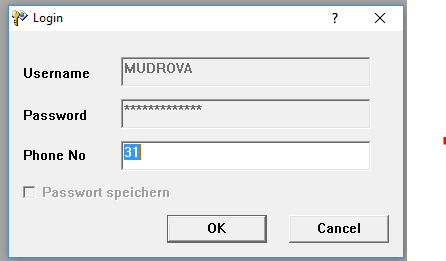 Login ?
Username MUDROVA
Password *************
Phone No 31
Passwort speichern
OK Cancel